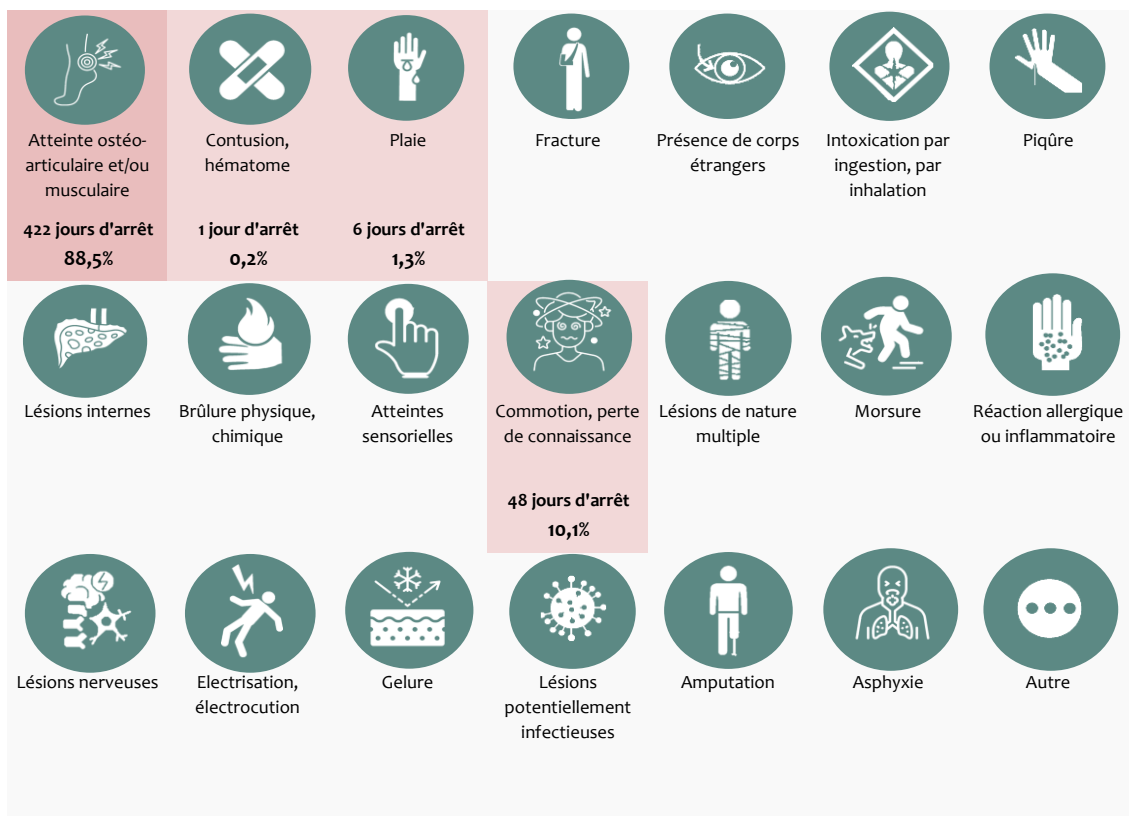 Atteinte ostéo-
articulaire et/ou
musculaire
422 jours d'arrêt
88,5%
Contusion,
hématome
1 jour d'arrêt
0,2%
Plaie
6 jours d'arrêt
1,3%
Fracture
Présence de corps
étrangers
Intoxication par
ingestion, par
inhalation
Piqûre
Lésions internes
Brûlure physique,
chimique
Atteintes
sensorielles
Commotion, perte
de connaissance
48 jours d'arrêt
10,1%
Lésions de nature
multiple
Morsure
Réaction allergique
ou inflammatoire
Lésions nerveuses
Electrisation,
électrocution
Gelure
Lésions
potentiellement
infectieuses
Amputation
Asphyxie
Autre